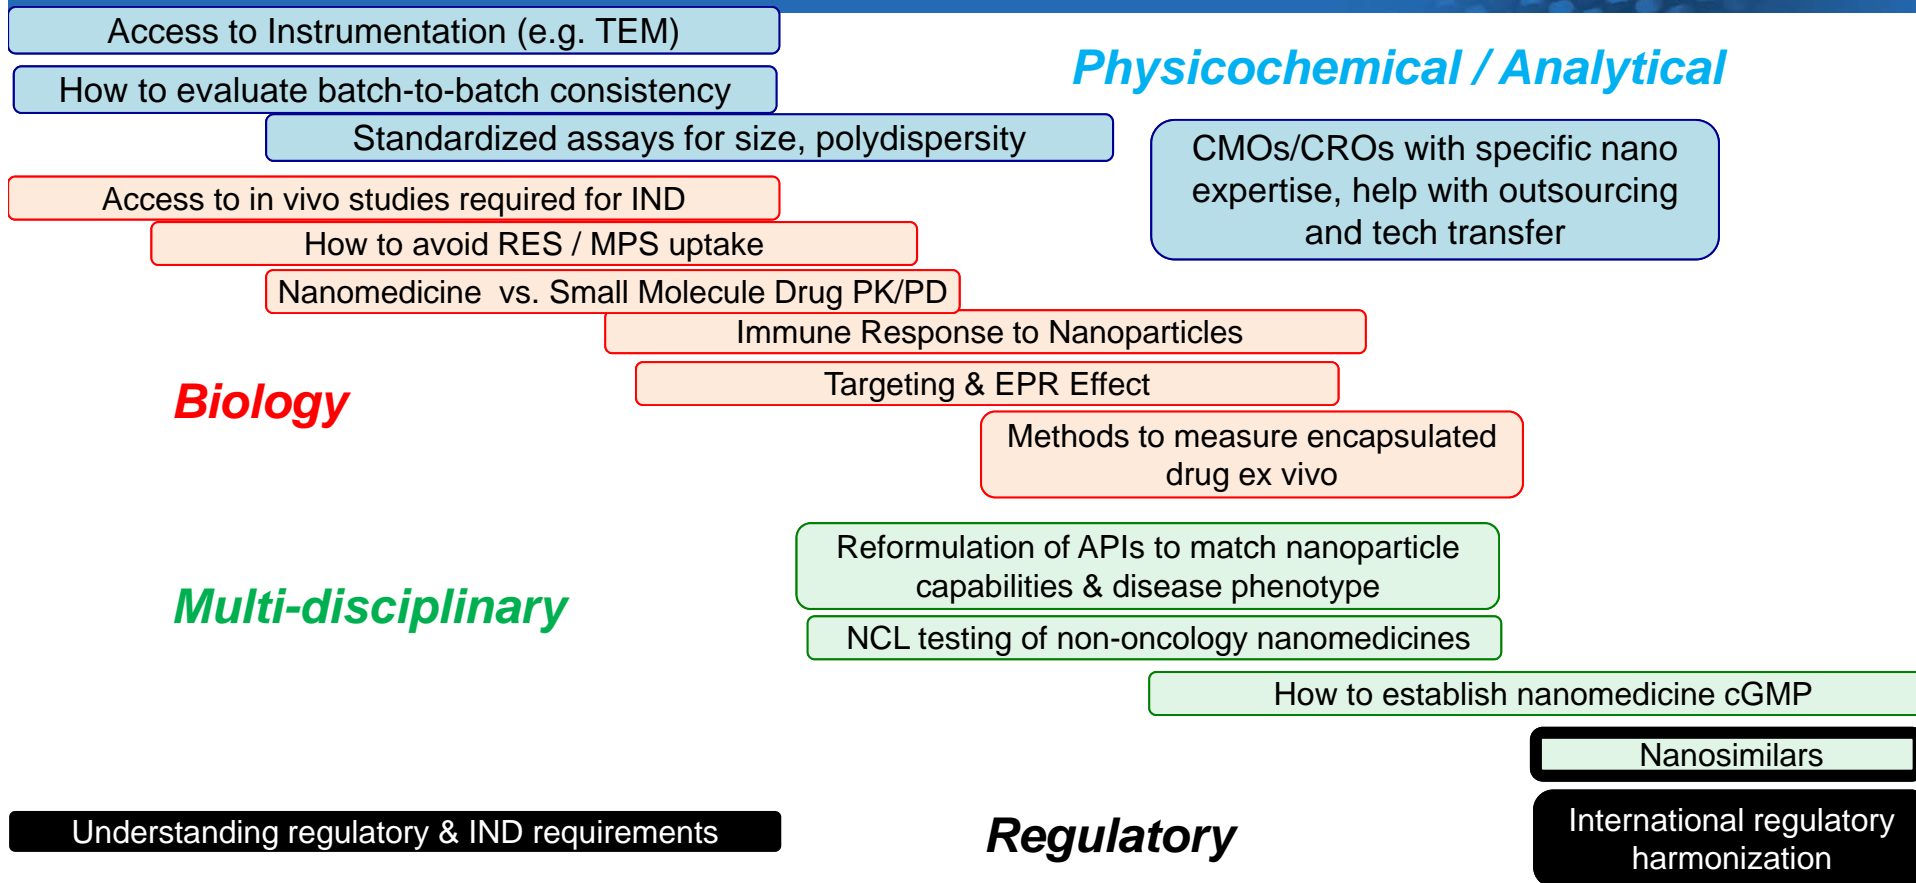 Access to Instrumentation (e.g. TEM)
Physicochemical / Analytical
How to evaluate batch-to-batch consistency
Standardized assays for size, polydispersity
CMOs/CROs with specific nano
expertise, help with outsourcing
and tech transfer
Access to in vivo studies required for IND
How to avoid RES / MPS uptake
Nanomedicine vs. Small Molecule Drug PK/PD
Immune Response to Nanoparticles
Targeting & EPR Effect
Biology
Methods to measure encapsulated
drug ex vivo
Reformulation of APIs to match nanoparticle
capabilities & disease phenotype
Multi-disciplinary
NCL testing of non-oncology nanomedicines
How to establish nanomedicine cGMP
Nanosimilars
Understanding regulatory & IND requirements
Regulatory
International regulatory
harmonization